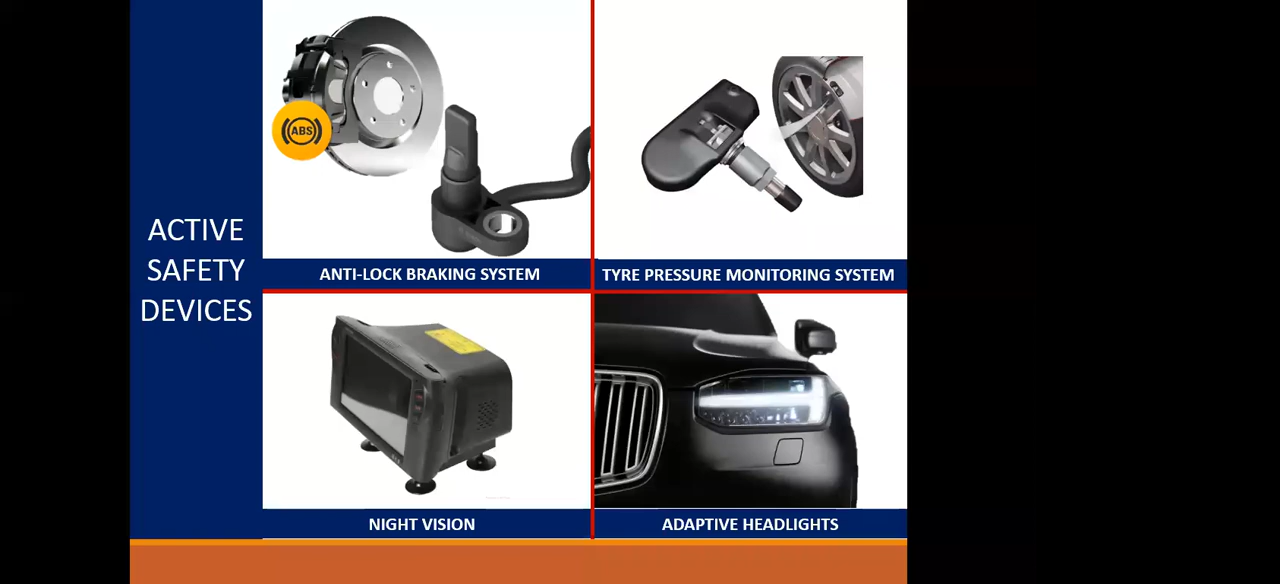 ACTIVE
SAFETY
DEVICES
ABS
ANTI-LOCK BRAKING SYSTEM
TYRE PRESSURE MONITORING SYSTEM
NIGHT VISION
ADAPTIVE HEADLIGHTS